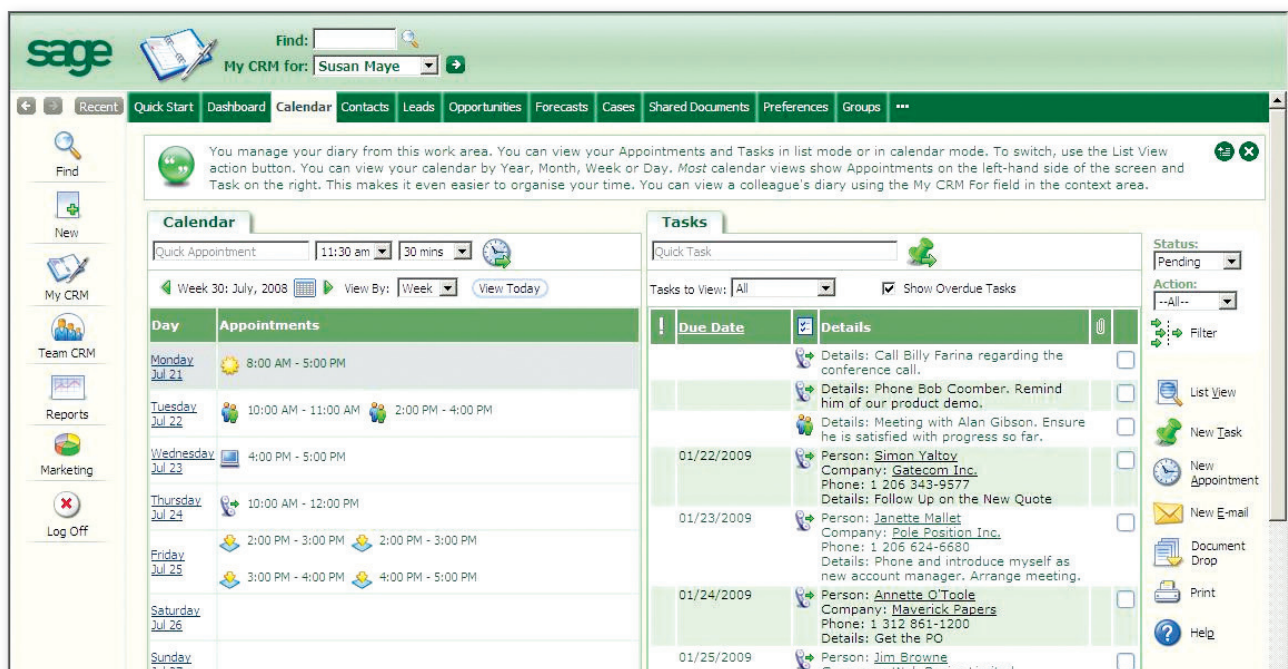 sage
Find:
My CRM for: Susan Maye
Recent
Quick Start Dashboard Calendar Contacts Leads Opportunities Forecasts Cases Shared Documents Preferences Groups •••
Find
New
My CRM
Team CRM
Reports
Marketing
Log Off
You manage your diary from this work area. You can view your Appointments and Tasks in list mode or in calendar mode. To switch, use the List View
action button. You can view your calendar by Year, Month, Week or Day. Most calendar views show Appointments on the left-hand side of the screen and
Task on the right. This makes it even easier to organise your time. You can view a colleague's diary using the My CRM For field in the context area.
Calendar
Quick Appointment 11:30 am 30 mins
Week 30: July, 2008 View By: Week View Today
Day Appointments
Monday
Jul 21
8:00 AM - 5:00 PM
Tuesday
Jul 22
10:00 AM - 11:00 AM 2:00 PM - 4:00 PM
Wednesday
Jul 23
4:00 PM - 5:00 PM
Thursday
Jul 24
10:00 AM - 12:00 PM
Friday
Jul 25
2:00 PM - 3:00 PM 2:00 PM - 3:00 PM
3:00 PM - 4:00 PM 4:00 PM - 5:00 PM
Saturday
Jul 26
Sunday
Tasks
Quick Task
Tasks to View: All Show Overdue Tasks
! Due Date Details
Details: Call Billy Farina regarding the
conference call.
Details: Phone Bob Coomber. Remind
him of our product demo.
Details: Meeting with Alan Gibson. Ensure
he is satisfied with progress so far.
01/22/2009 Person: Simon Yaltoy
Company: Gatecom Inc.
Phone: 1 206 343-9577
Details: Follow Up on the New Quote
01/23/2009 Person: Janette Mallet
Company: Pole Position Inc.
Phone: 1 206 624-6680
Details: Phone and introduce myself as
new account manager. Arrange meeting.
01/24/2009 Person: Annette O'Toole
Company: Maverick Papers
Phone: 1 312 861-1200
Details: Get the PO
01/25/2009 Person: Jim Browne
Status:
Pending
Action:
--All--
Filter
List View
New Task
New
Appointment
New E-mail
Document
Drop
Print
Help